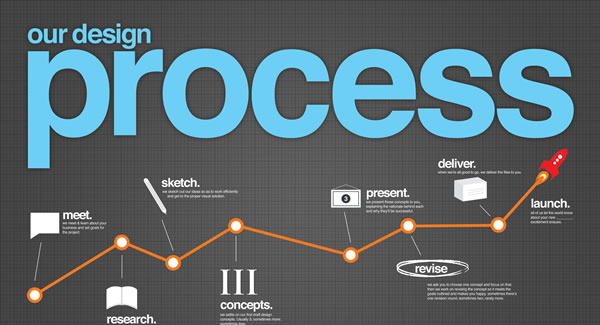 our design
process
meet.
we meet & learn about your
business and set goals for
the project.
research.
sketch.
we sketch out our ideas so as to work efficiently
and get to the proper visual solution.
III
concepts.
we settle on our first draft design
concepts. Usually 3, sometimes more,
sometimes less.
3
present.
we present these concepts to you,
explaining the rationale behind each
and why they'll be successful.
revise
we ask you to choose one concept and focus on that.
then we work on revising the concept so it meets the
goals outlined and makes you happy. sometimes there's
one revision round, sometimes two, rarely more.
deliver.
when we're all good to go, we deliver the files to you.
launch.
all of us let the world know
about your new
excitement ensues.